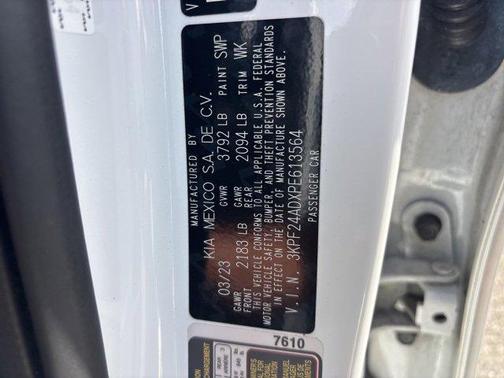 MANUFACTURED BY
KIA MEXICO S.A. DE C.V.
03/23 GVWR 3792 LB PAINT SWP
GAWR FRONT 2183 LB GAWR REAR 2094 LB TRIM WK
THIS VEHICLE CONFORMS TO ALL APPLICABLE U.S.A. FEDERAL
MOTOR VEHICLE SAFETY, BUMPER, AND THEFT PREVENTION STANDARDS
IN EFFECT ON THE DATE OF MANUFACTURE SHOWN ABOVE.
V.I.N. 3KPF24ADXPE613564
PASSENGER CAR
7610